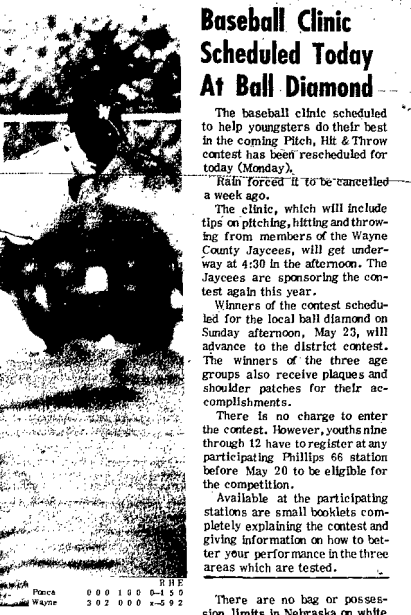 Baseball Clinic
Scheduled Today
At Ball Diamond
The baseball clinic scheduled
to help youngsters do their best
in the coming Pitch, Hit & Throw
contest has been rescheduled for
today (Monday).
Rain forced it to be cancelled
a week ago.
The clinic, which will include
tips on pitching, hitting and throw-
ing from members of the Wayne
County Jaycees, will get under-
way at 4:30 in the afternoon. The
Jaycees are sponsoring the con-
test again this year.
Winners of the contest schedu-
led for the local ball diamond on
Sunday afternoon, May 23, will
advance to the district contest.
The winners of the three age
groups also receive plaques and
shoulder patches for their ac-
complishments.
There is no charge to enter
the contest. However, youths nine
through 12 have to register at any
participating Phillips 66 station
before May 20 to be eligible for
the competition.
Available at the participating
stations are small booklets com-
pletely explaining the contest and
giving information on how to bet-
ter your performance in the three
areas which are tested.
R H E
Ponca 0 0 0 1 0 0 0—1 5 0
Wayne 3 0 2 0 0 0 x—5 9 2
There are no bag or posses-
sion limits in Nebraska on white